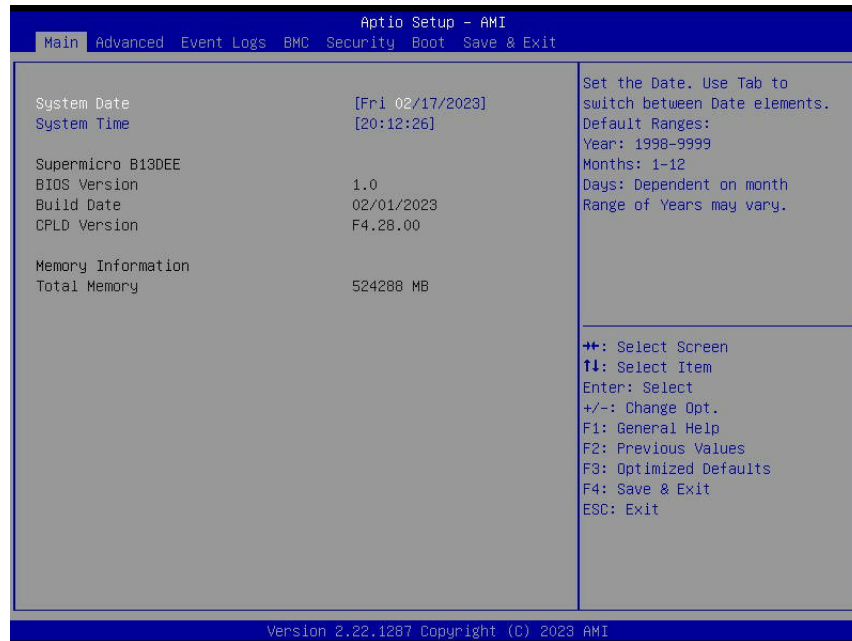 Aptio Setup – AMI
Main Advanced Event Logs BMC Security Boot Save & Exit
System Date [Fri 02/17/2023]
System Time [20:12:26]
Supermicro B13DEE
BIOS Version 1.0
Build Date 02/01/2023
CPLD Version F4.28.00
Memory Information
Total Memory 524288 MB
Set the Date. Use Tab to
switch between Date elements.
Default Ranges:
Year: 1998-9999
Months: 1-12
Days: Dependent on month
Range of Years may vary.
→←: Select Screen
↑↓: Select Item
Enter: Select
+/-: Change Opt.
F1: General Help
F2: Previous Values
F3: Optimized Defaults
F4: Save & Exit
ESC: Exit
Version 2.22.1287 Copyright (C) 2023 AMI